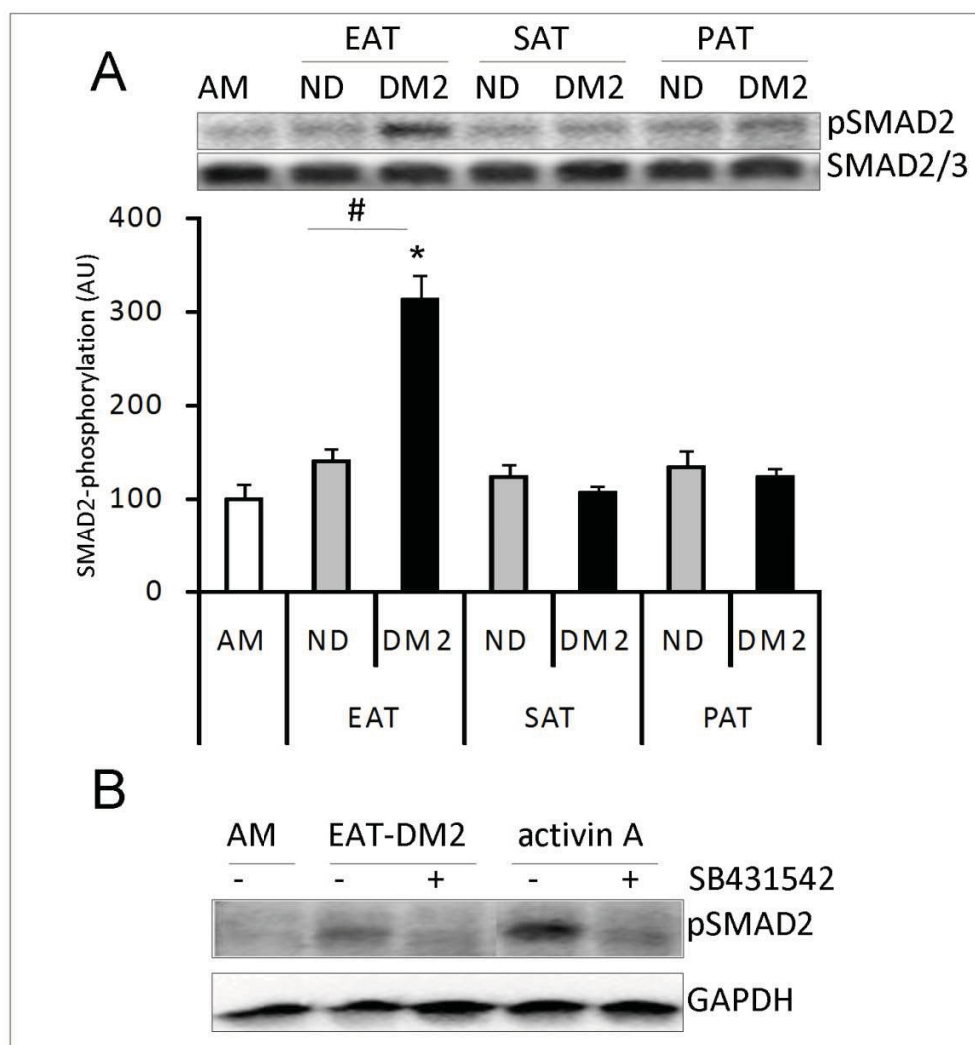 A
EAT SAT PAT
AM ND DM2 ND DM2 ND DM2
pSMAD2
SMAD2/3
SMAD2-phosphorylation (AU)
400
300
200
100
0
#
*
AM ND DM2 ND DM2 ND DM2
EAT SAT PAT
B
AM EAT-DM2 activin A
- - + - + SB431542
pSMAD2
GAPDH